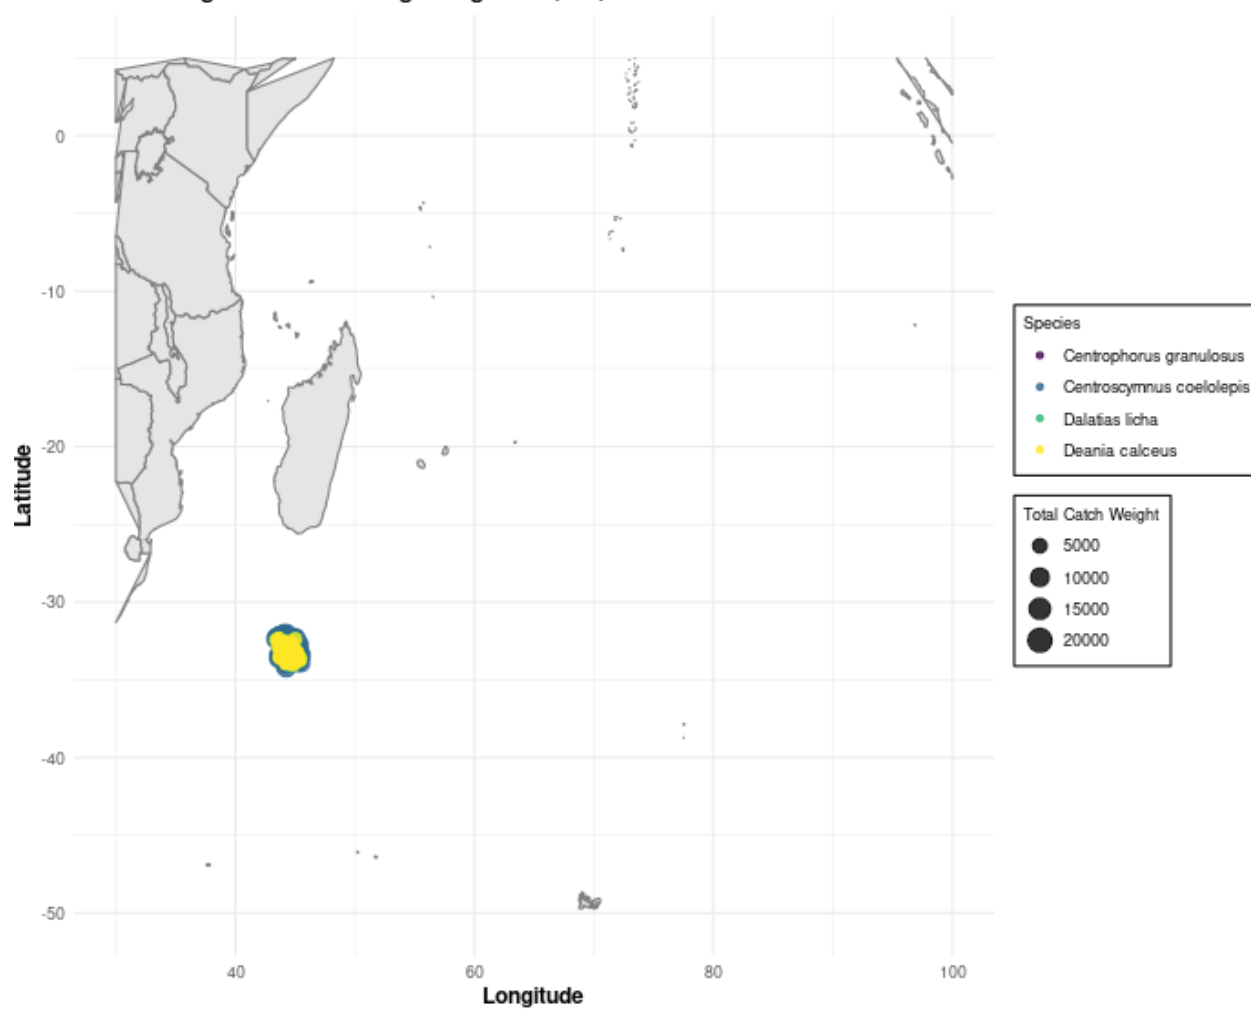 0
-10
-20
-30
-40
-50
Latitude
40
60
80
100
Longitude
Species
Centrophorus granulosus
Centroscymnus coelolepis
Dalatias licha
Deania calceus
Total Catch Weight
5000
10000
15000
20000